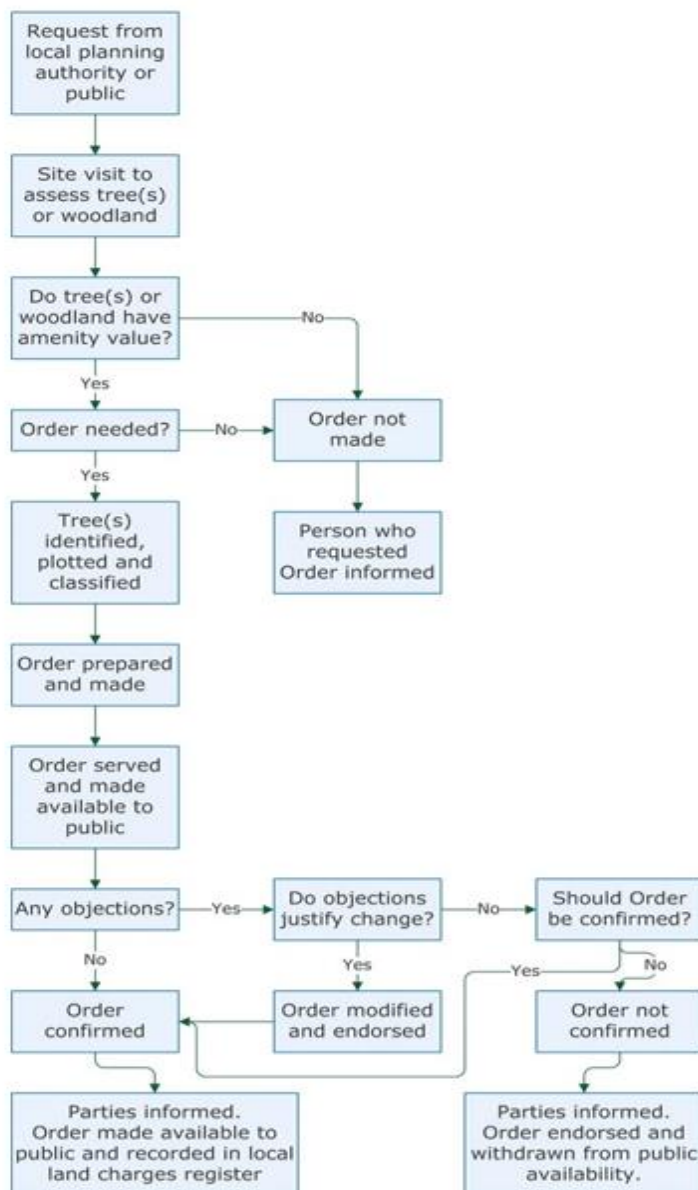 Request from
local planning
authority or
public
Site visit to
assess tree(s)
or woodland
Do tree(s) or
woodland have
amenity value?
No
Yes
Order needed?
No
Order not
made
Yes
Tree(s)
identified,
plotted and
classified
Person who
requested
Order informed
Order prepared
and made
Order served
and made
available to
public
Any objections?
Yes
Do objections
justify change?
No
Should Order
be confirmed?
No
Yes
Yes
No
Order
confirmed
Order modified
and endorsed
Order not
confirmed
Parties informed.
Order made available to
public and recorded in local
land charges register
Parties informed.
Order endorsed and
withdrawn from public
availability.